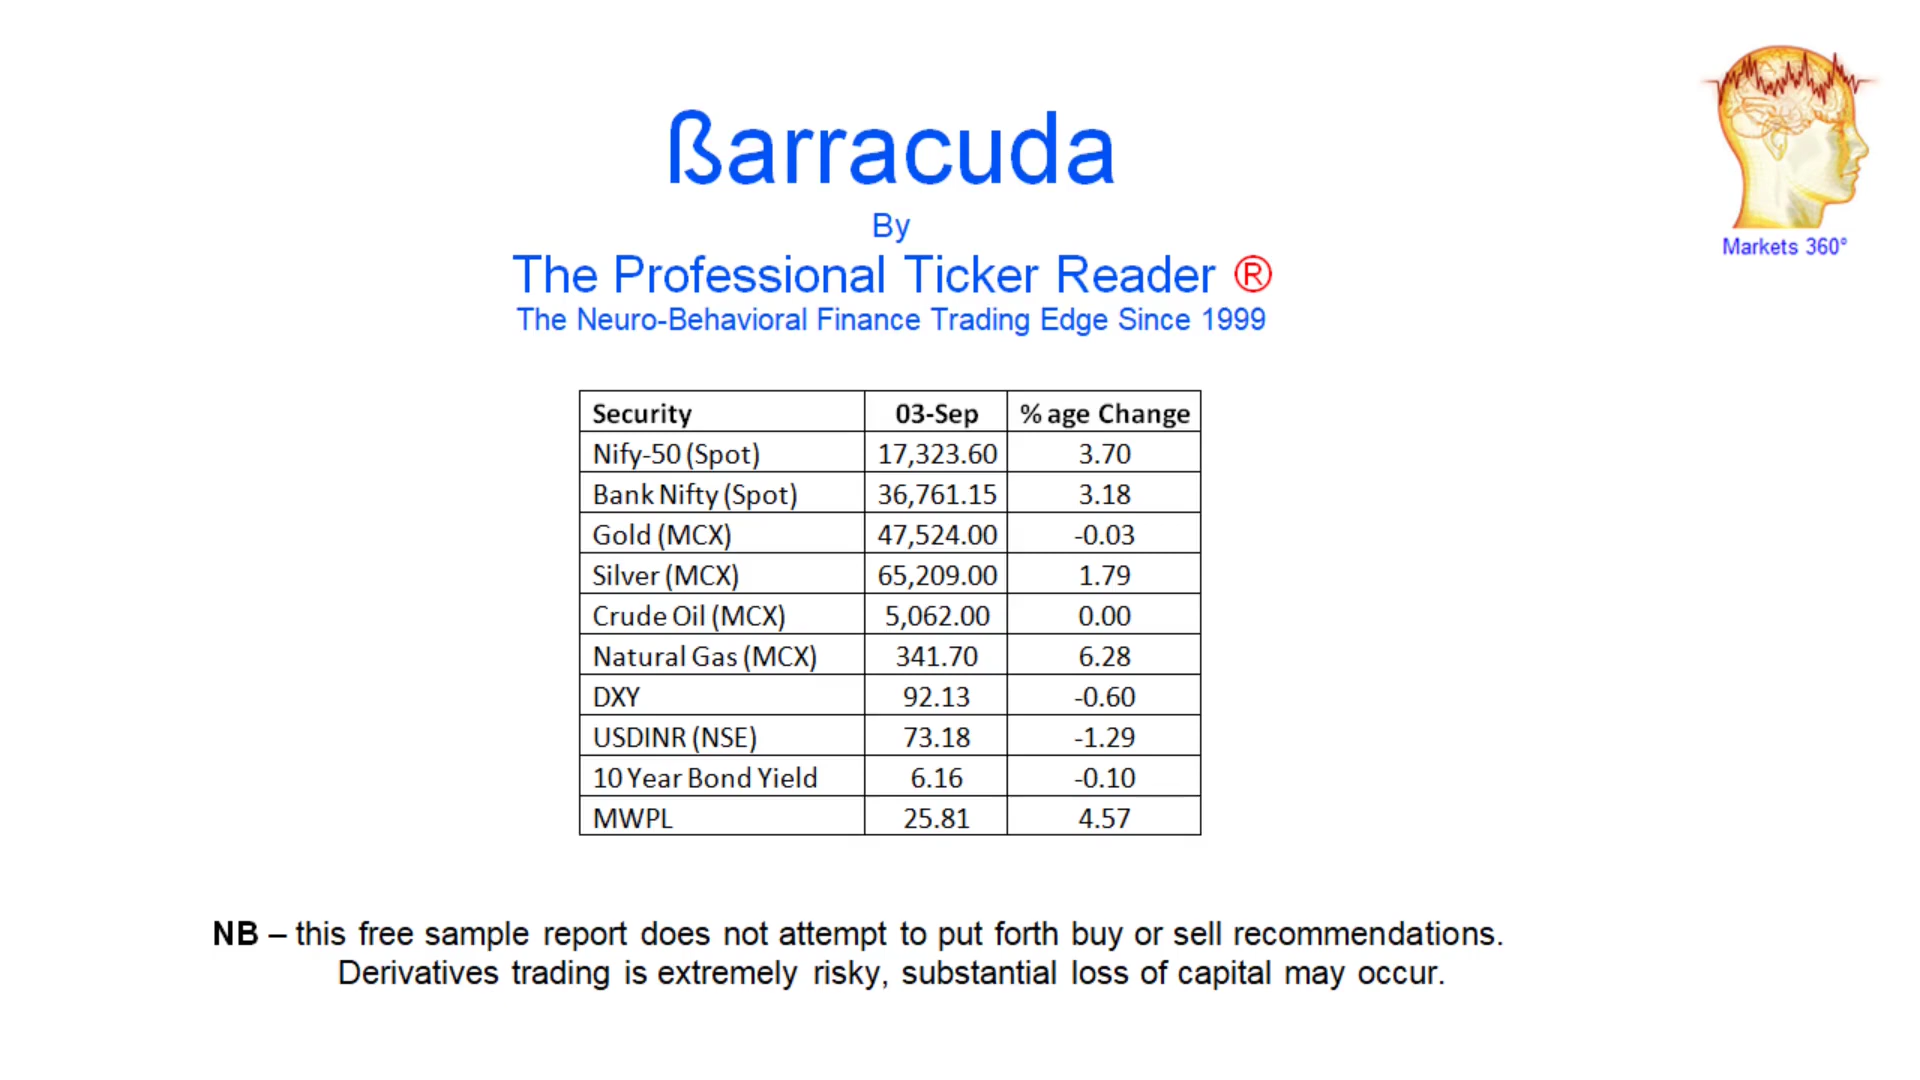 ßarracuda
By
The Professional Ticker Reader ®
The Neuro-Behavioral Finance Trading Edge Since 1999
Markets 360°
Security 03-Sep % age Change
Nify-50 (Spot) 17,323.60 3.70
Bank Nifty (Spot) 36,761.15 3.18
Gold (MCX) 47,524.00 -0.03
Silver (MCX) 65,209.00 1.79
Crude Oil (MCX) 5,062.00 0.00
Natural Gas (MCX) 341.70 6.28
DXY 92.13 -0.60
USDINR (NSE) 73.18 -1.29
10 Year Bond Yield 6.16 -0.10
MWPL 25.81 4.57
NB – this free sample report does not attempt to put forth buy or sell recommendations.
Derivatives trading is extremely risky, substantial loss of capital may occur.